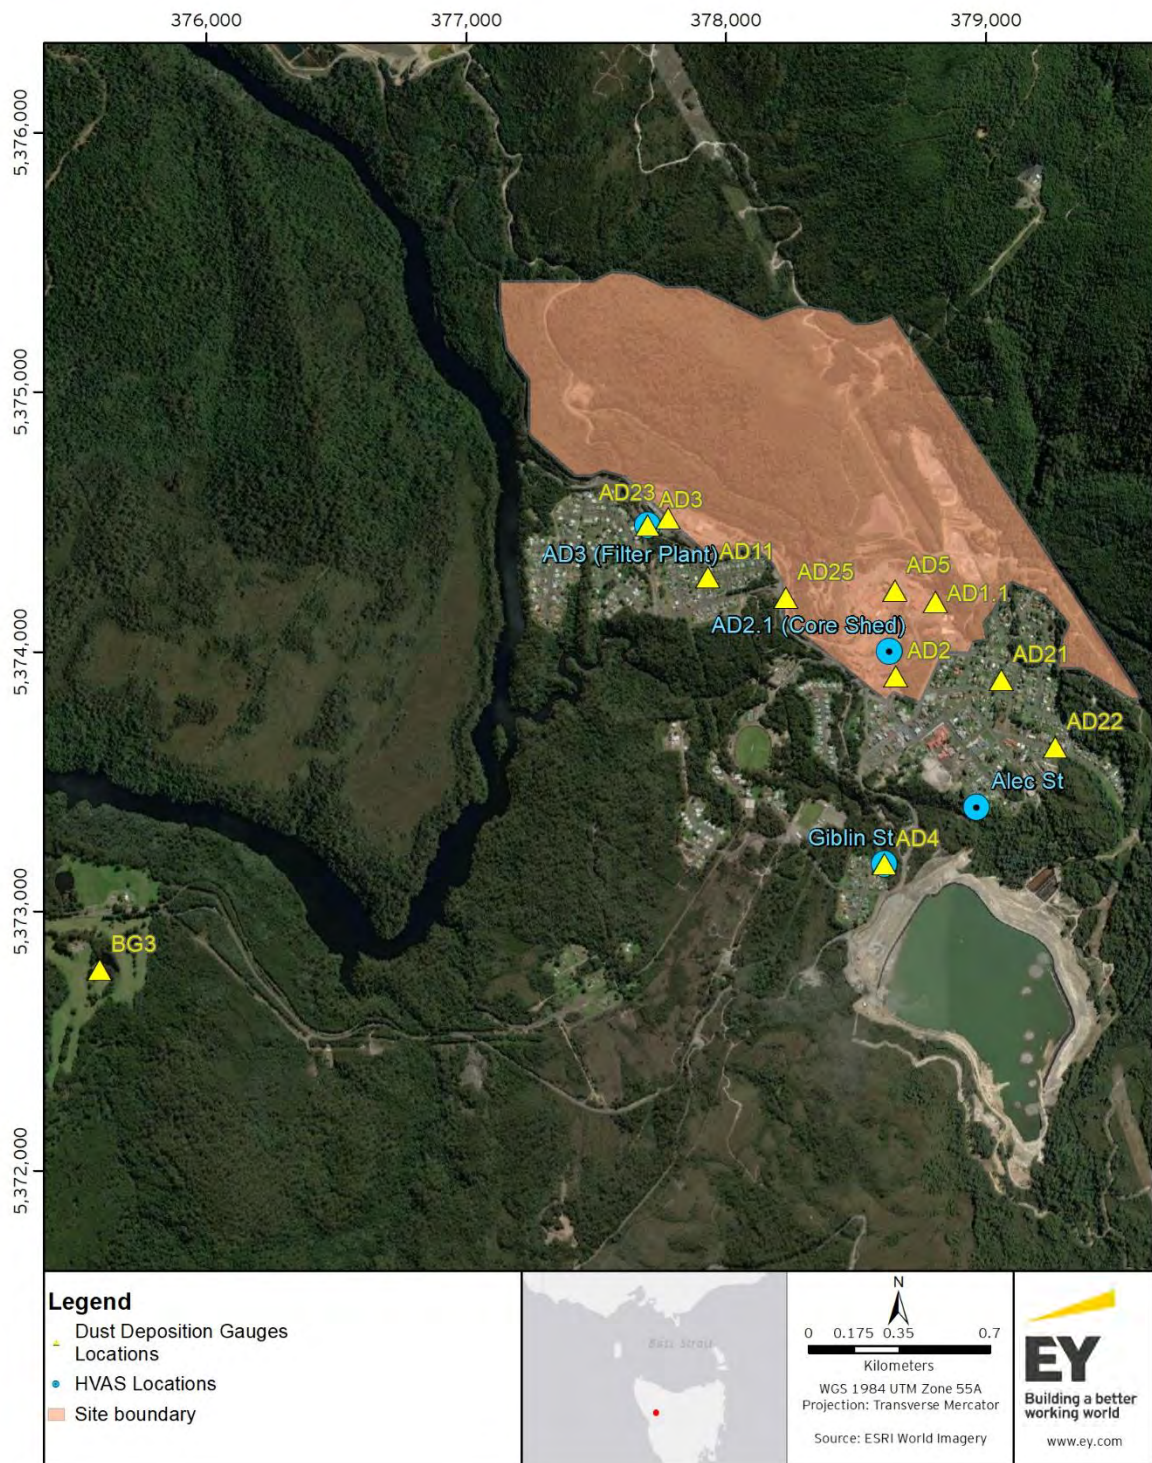 376,000
377,000
378,000
379,000
5,376,000
5,375,000
5,374,000
5,373,000
5,372,000
AD23
AD3
AD3 (Filter Plant)
AD11
AD25
AD5
AD1.1
AD2.1 (Core Shed)
AD2
AD21
AD22
Alec St
Giblin St
AD4
BG3
Legend
Dust Deposition Gauges
Locations
HVAS Locations
Site boundary
Bass Strait
N
0 0.175 0.35 0.7
Kilometers
WGS 1984 UTM Zone 55A
Projection: Transverse Mercator
Source: ESRI World Imagery
EY
Building a better
working world
www.ey.com